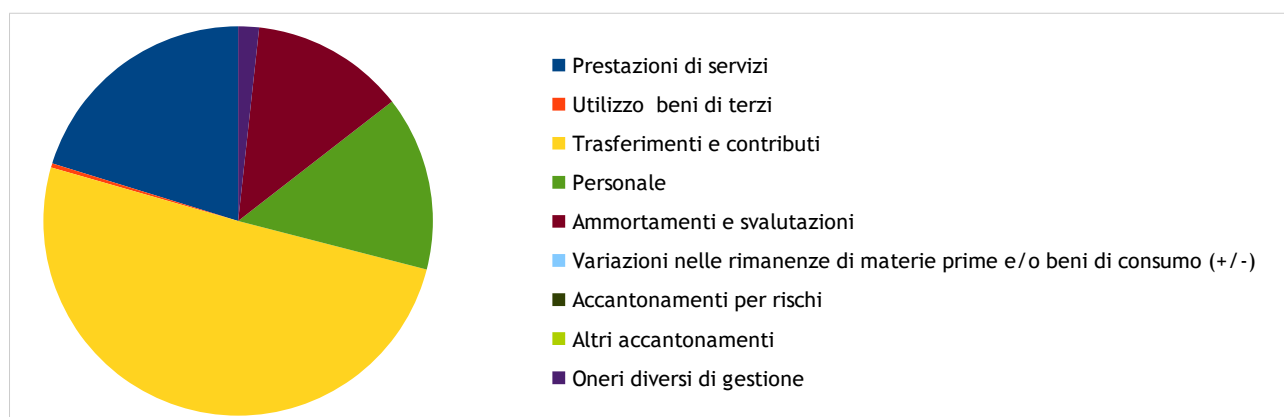 Prestazioni di servizi
Utilizzo  beni di terzi
Trasferimenti e contributi
Personale
Ammortamenti e svalutazioni
Variazioni nelle rimanenze di materie prime e/o beni di consumo (+/-)
Accantonamenti per rischi
Altri accantonamenti
Oneri diversi di gestione